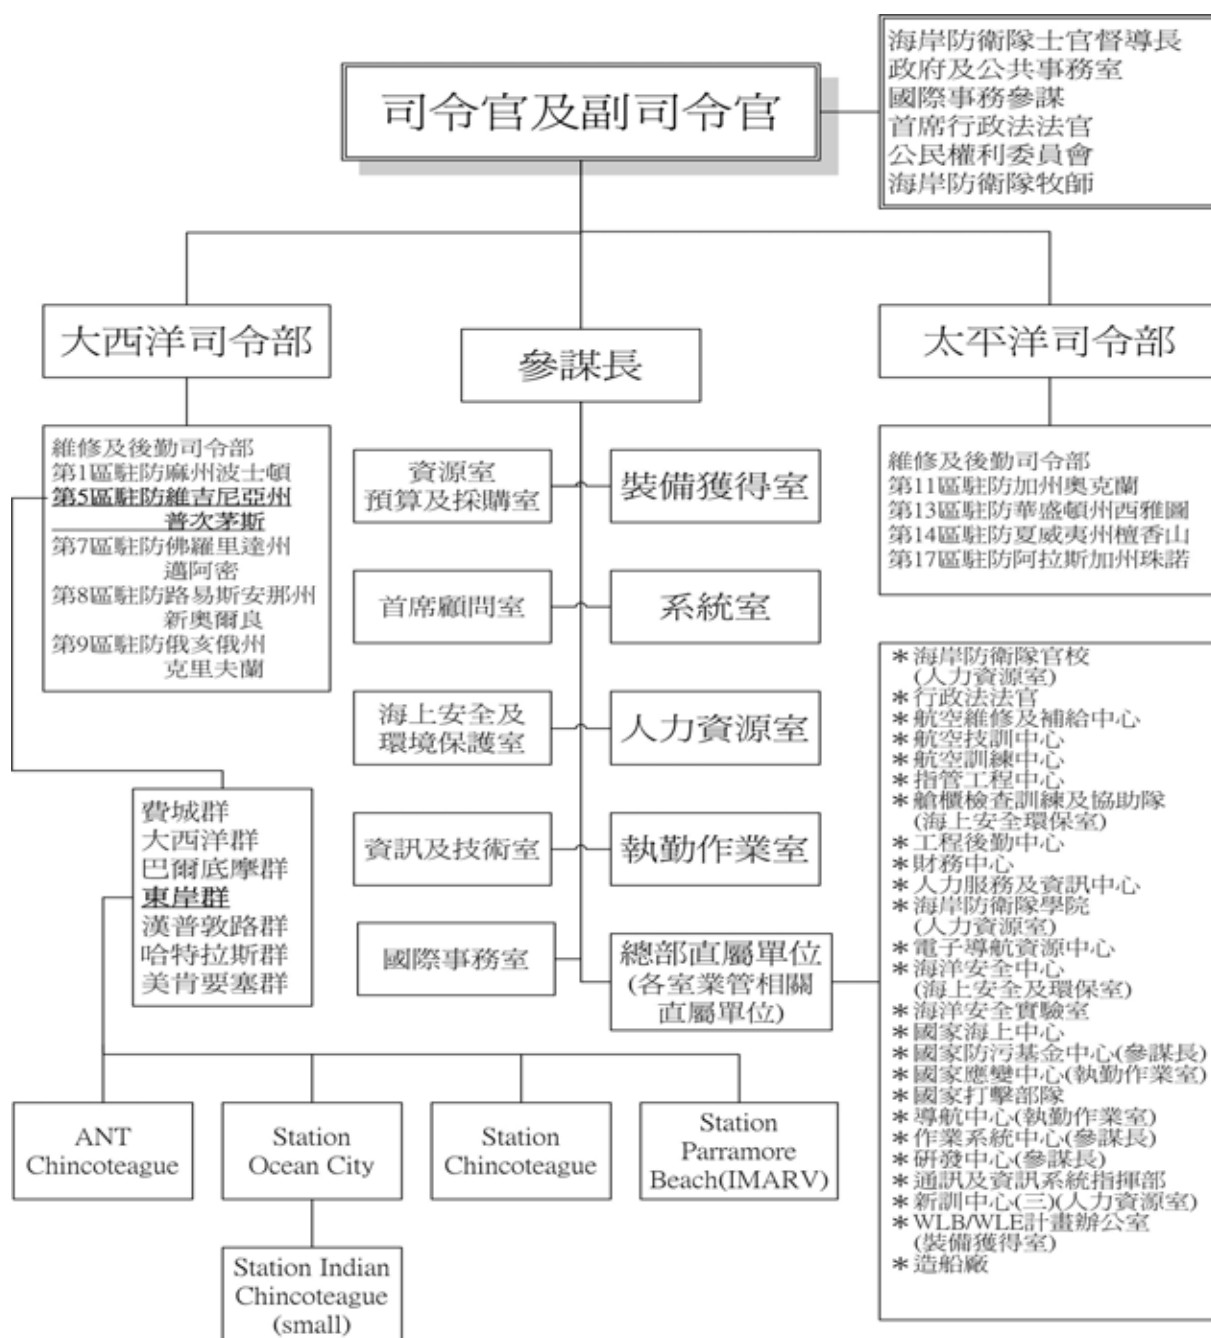 海岸防衛隊士官督導長
政府及公共事務室
國際事務參謀
首席行政法法官
公民權利委員會
海岸防衛隊牧師
司令官及副司令官
大西洋司令部
參謀長
太平洋司令部
維修及後勤司令部
第1區駐防麻州波士頓
第5區駐防維吉尼亞州
普次茅斯
第7區駐防佛羅里達州
邁阿密
第8區駐防路易斯安那州
新奧爾良
第9區駐防俄亥俄州
克里夫蘭
資源室
預算及採購室
裝備獲得室
首席顧問室
系統室
海上安全及
環境保護室
人力資源室
資訊及技術室
執勤作業室
國際事務室
總部直屬單位
(各室業管相關
直屬單位)
維修及後勤司令部
第11區駐防加州奧克蘭
第13區駐防華盛頓州西雅圖
第14區駐防夏威夷州檀香山
第17區駐防阿拉斯加州珠諾
＊海岸防衛隊官校
(人力資源室)
＊行政法法官
＊航空維修及補給中心
＊航空技訓中心
＊航空訓練中心
＊指管工程中心
＊艙櫃檢查訓練及協助隊
(海上安全環保室)
＊工程後勤中心
＊財務中心
＊人力服務及資訊中心
＊海岸防衛隊學院
(人力資源室)
＊電子導航資源中心
＊海洋安全中心
(海上安全及環保室)
＊海洋安全實驗室
＊國家海上中心
＊國家防污基金中心(參謀長)
＊國家應變中心(執勤作業室)
＊國家打擊部隊
＊導航中心(執勤作業室)
＊作業系統中心(參謀長)
＊研發中心(參謀長)
＊通訊及資訊系統指揮部
＊新訓中心(三)(人力資源室)
＊WLB/WLE計畫辦公室
(裝備獲得室)
＊造船廠
費城群
大西洋群
巴爾底摩群
東岸群
漢普敦路群
哈特拉斯群
美肯要塞群
ANT
Chincoteague
Station
Ocean City
Station
Chincoteague
Station
Parramore
Beach(IMARV)
Station Indian
Chincoteague
(small)